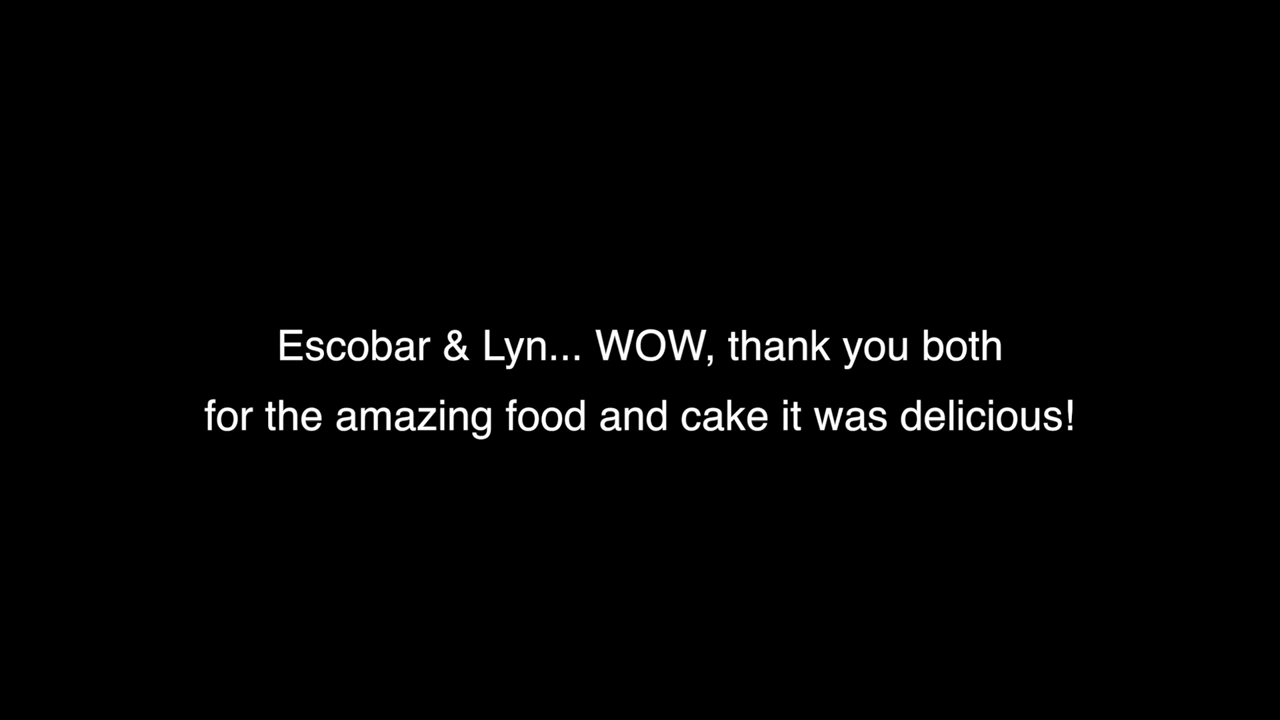 Escobar & Lyn... WOW, thank you both
for the amazing food and cake it was delicious!